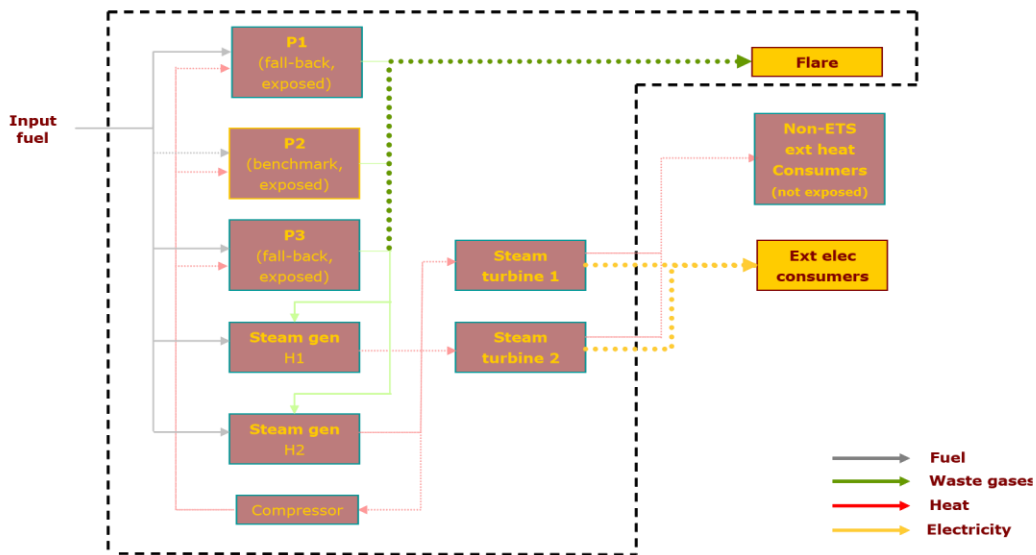 P1
(fall-back,
exposed)
Flare
Input
fuel
Non-ETS
ext heat
Consumers
(not exposed)
P2
(benchmark,
exposed)
P3
(fall-back,
exposed)
Steam
turbine 1
Ext elec
consumers
Steam gen
H1
Steam
turbine 2
Steam gen
H2
Compressor
Fuel
Waste gases
Heat
Electricity